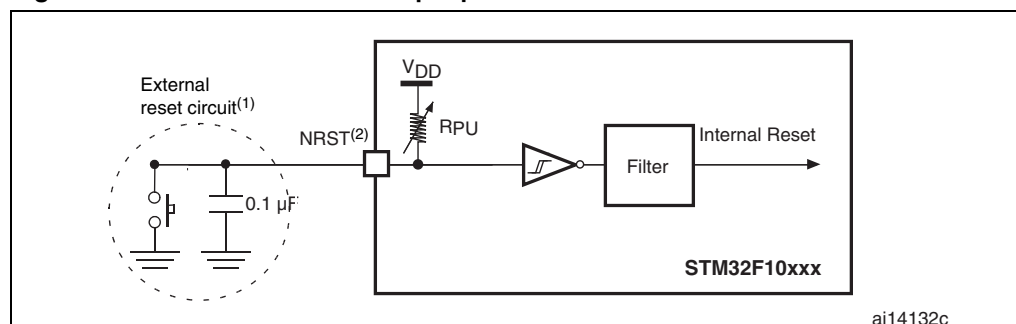 External
reset circuit(1)
VDD
NRST(2)
RPU
Internal Reset
Filter
0.1 µF
STM32F10xxx
ai14132c